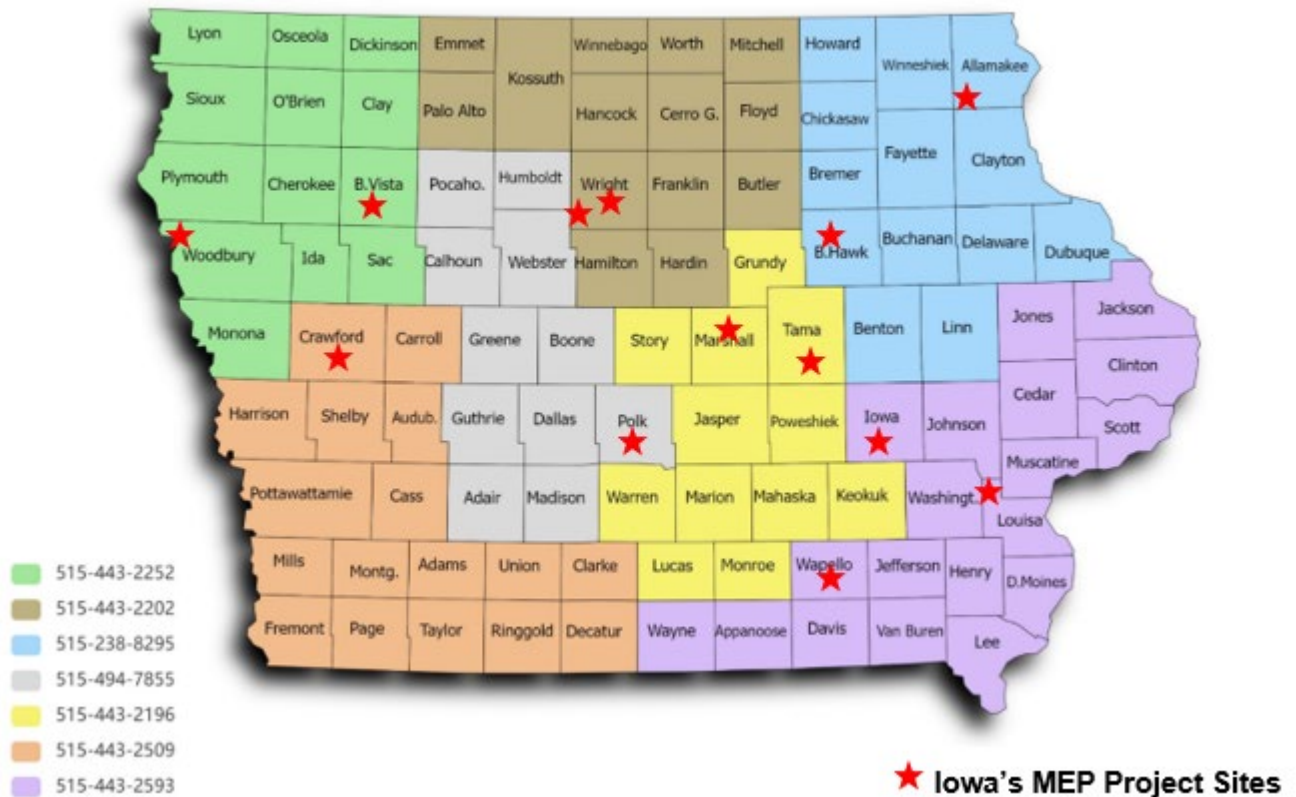 Lyon Osceola Dickinson Emmet Winnebago Worth Mitchell Howard
Kossuth Winneshiek Allamakee
Sioux O'Brien Clay Palo Alto Hancock Cerro G. Floyd Chickasaw
Fayette Clayton
Plymouth Cherokee B.Vista Pocaho. Humboldt Wright Franklin Butler Bremer
Woodbury Ida Sac Calhoun Webster Hamilton Hardin Grundy B.Hawk Buchanan Delaware Dubuque
Monona Crawford Carroll Greene Boone Story Marshall Tama Benton Linn Jones Jackson
Clinton
Harrison Shelby Audub. Guthrie Dallas Polk Jasper Poweshiek Iowa Johnson Cedar Scott
Muscatine
Pottawattamie Cass Adair Madison Warren Marion Mahaska Keokuk Washingt. Louisa
Mills Montg. Adams Union Clarke Lucas Monroe Wapello Jefferson Henry D.Moines
Fremont Page Taylor Ringgold Decatur Wayne Appanoose Davis Van Buren Lee
515-443-2252
515-443-2202
515-238-8295
515-494-7855
515-443-2196
515-443-2509
515-443-2593
Iowa's MEP Project Sites